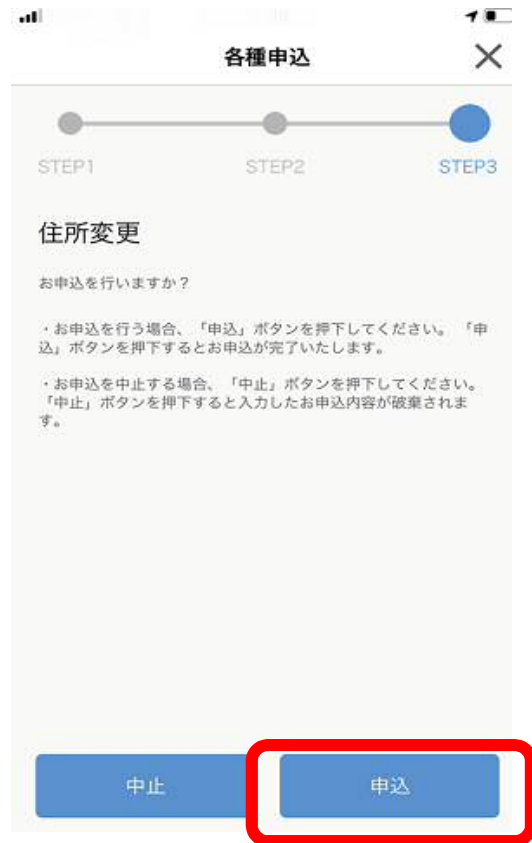 各種申込
STEP1 STEP2 STEP3
住所変更
お申込を行いますか？
・お申込を行う場合、「申込」ボタンを押下してください。 「申
込」ボタンを押下するとお申込が完了いたします。
・お申込を中止する場合、「中止」ボタンを押下してください。
「中止」ボタンを押下すると入力したお申込内容が破棄されま
す。
中止 申込